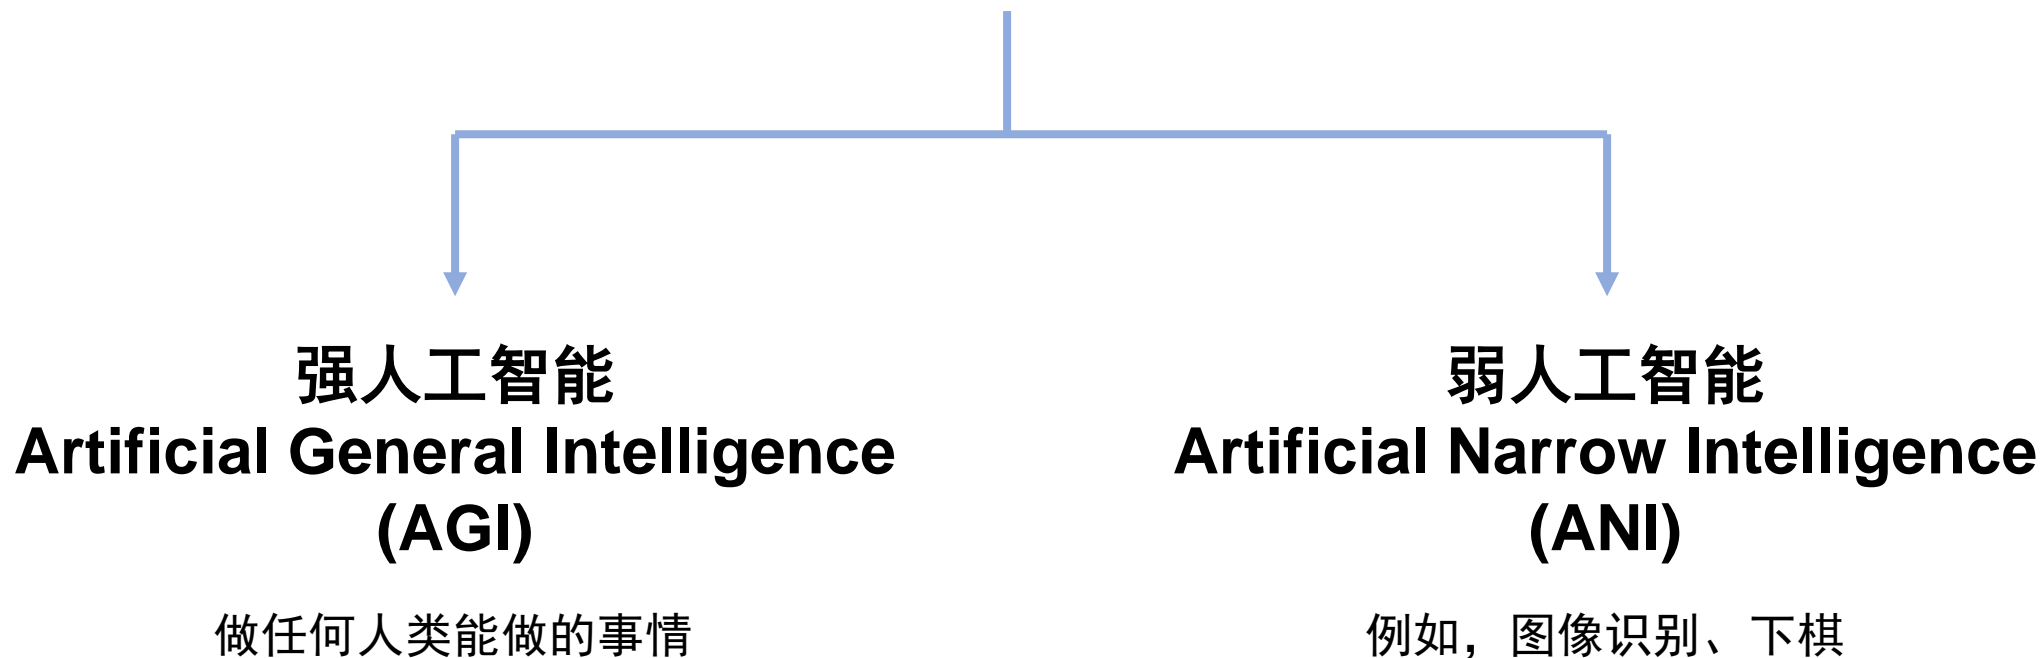 强人工智能
Artificial General Intelligence
(AGI)
做任何人类能做的事情
弱人工智能
Artificial Narrow Intelligence
(ANI)
例如，图像识别、下棋